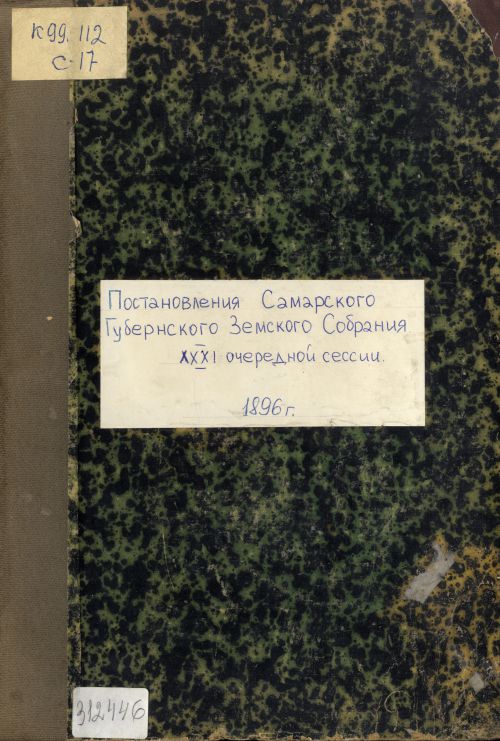 К99.112
С-17
Постановления Самарского
Губернского Земского Собрания
XXXI очередной сессии.
1896 г.
312446